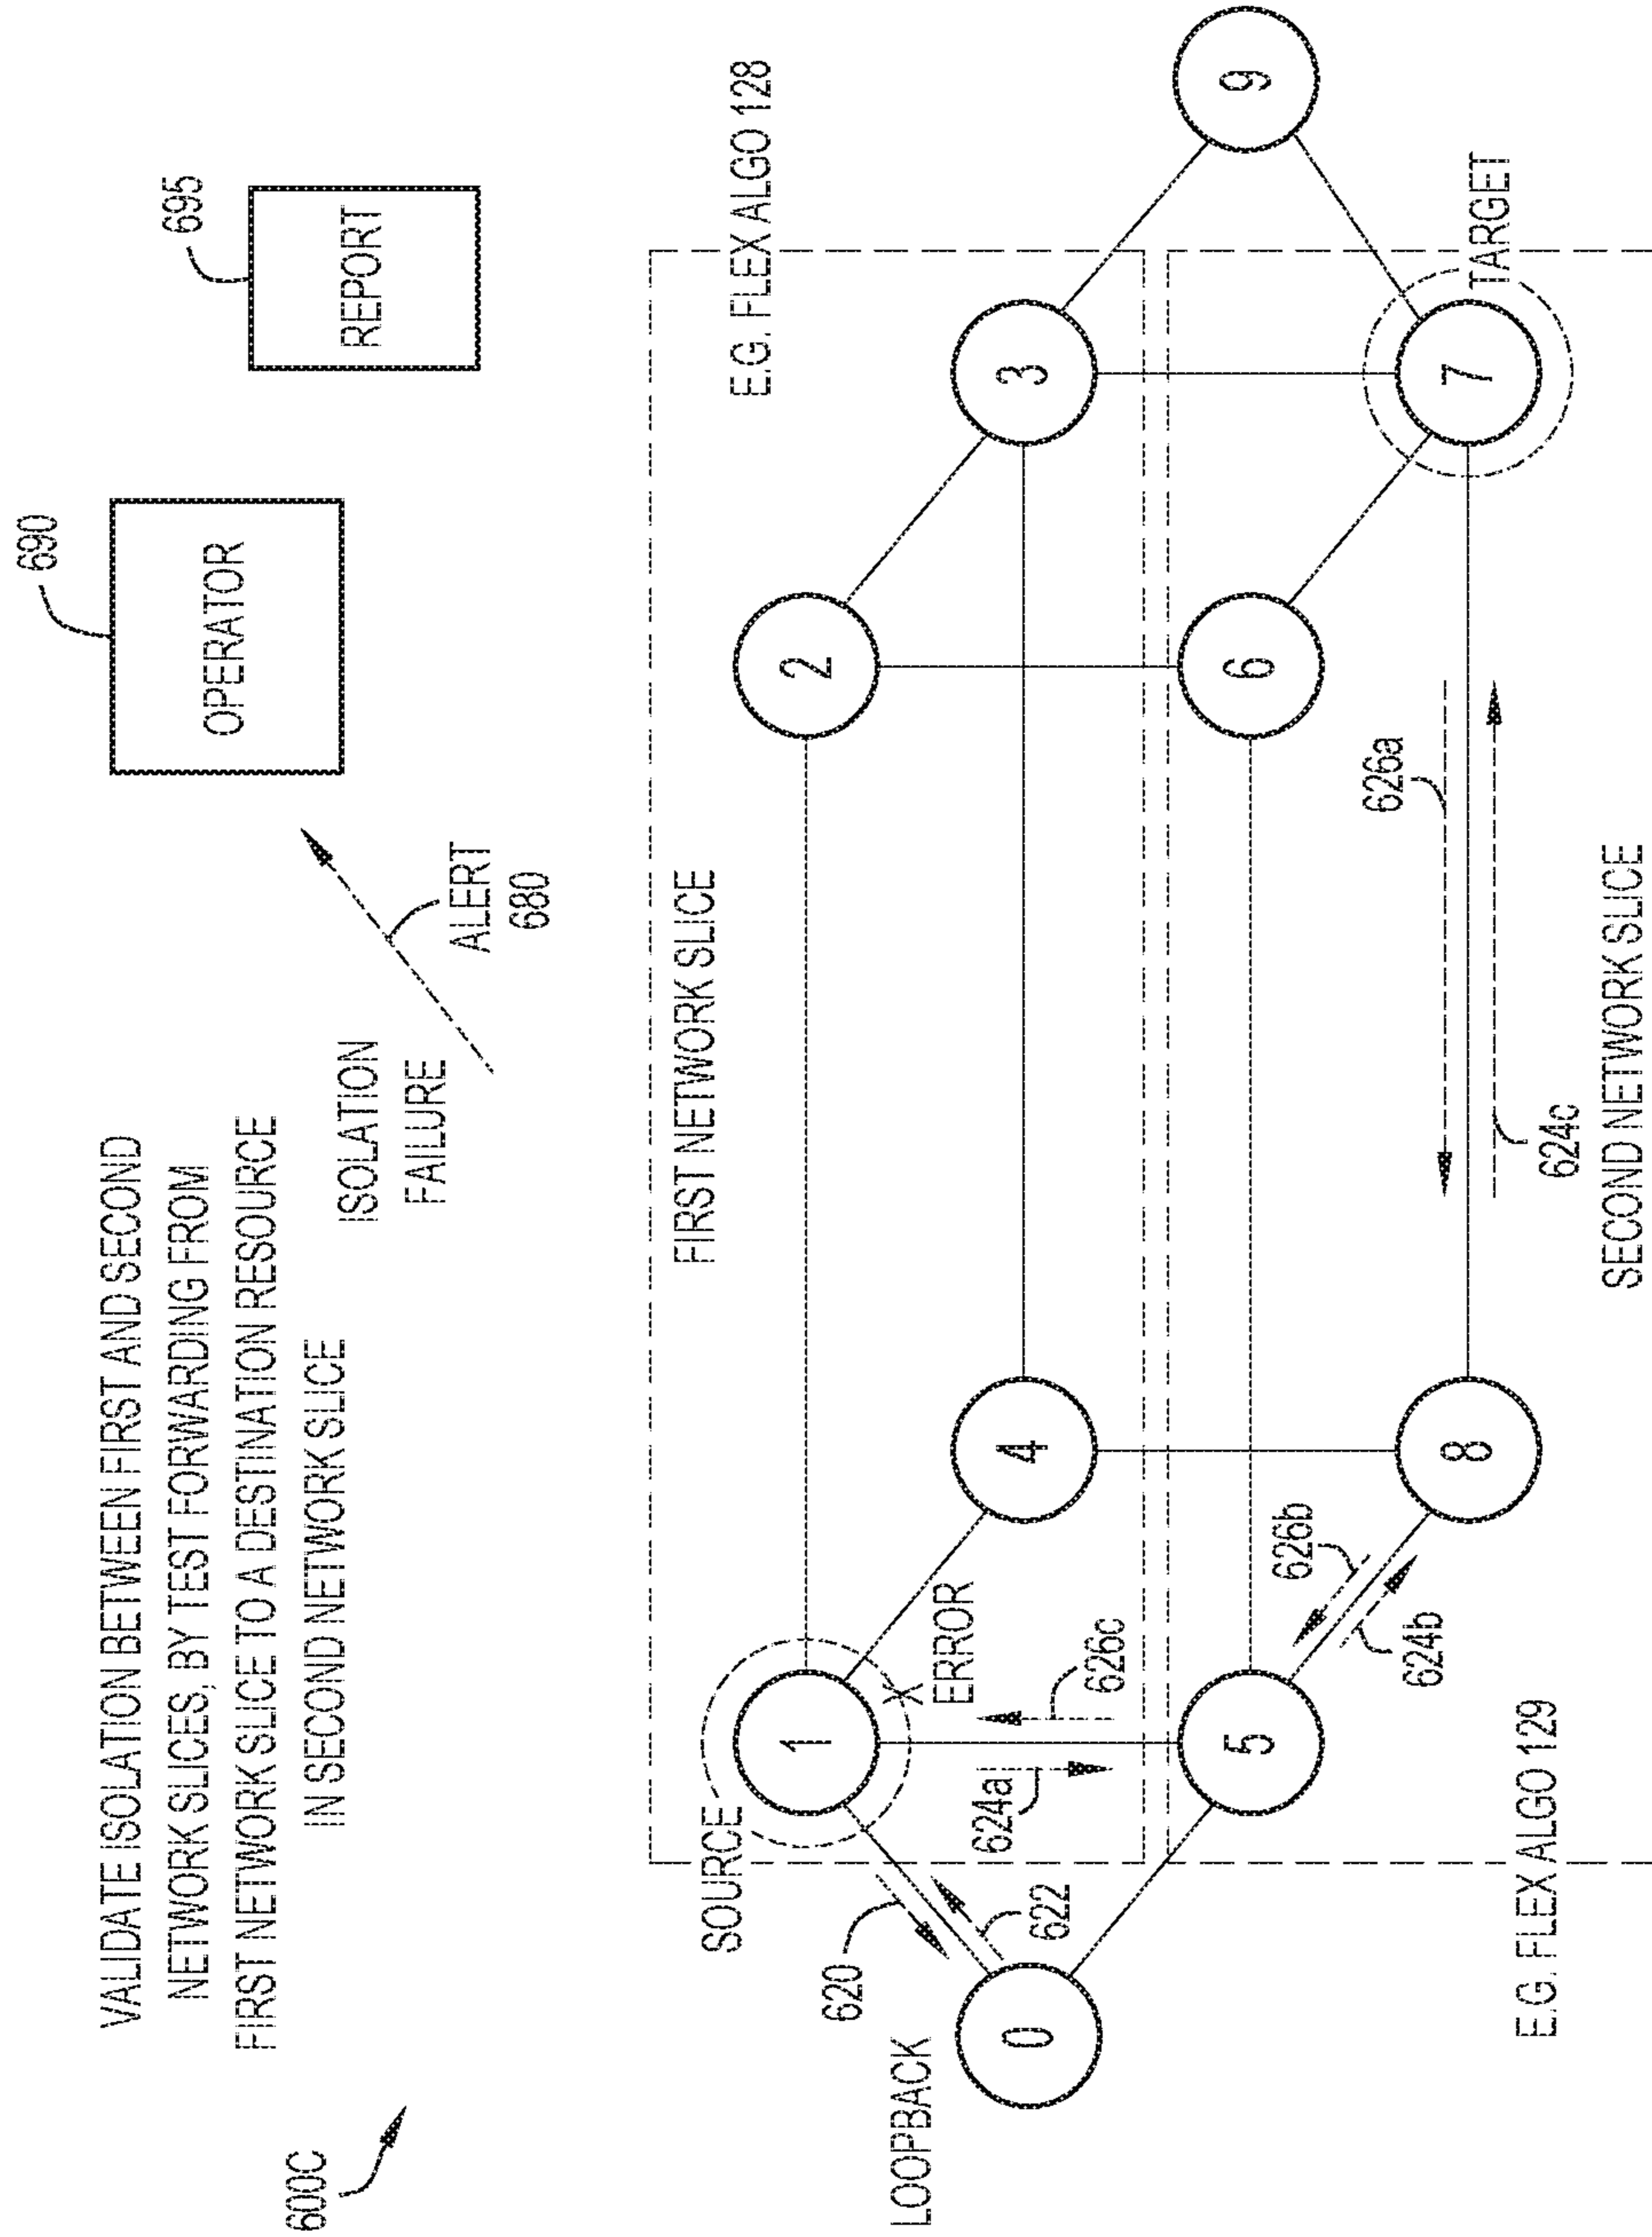 600C
VALIDATE ISOLATION BETWEEN FIRST AND SECOND
NETWORK SLICES, BY TEST FORWARDING FROM
FIRST NETWORK SLICE TO A DESTINATION RESOURCE
IN SECOND NETWORK SLICE
ISOLATION
FAILURE
ALERT
680
690
OPERATOR
695
REPORT
FIRST NETWORK SLICE
E.G. FLEX ALGO 128
SOURCE
1
2
620
X
ERROR
4
3
LOOPBACK
0
622
624a
626c
5
6
9
626b
624b
626a
8
7
TARGET
624c
E.G. FLEX ALGO 129
SECOND NETWORK SLICE